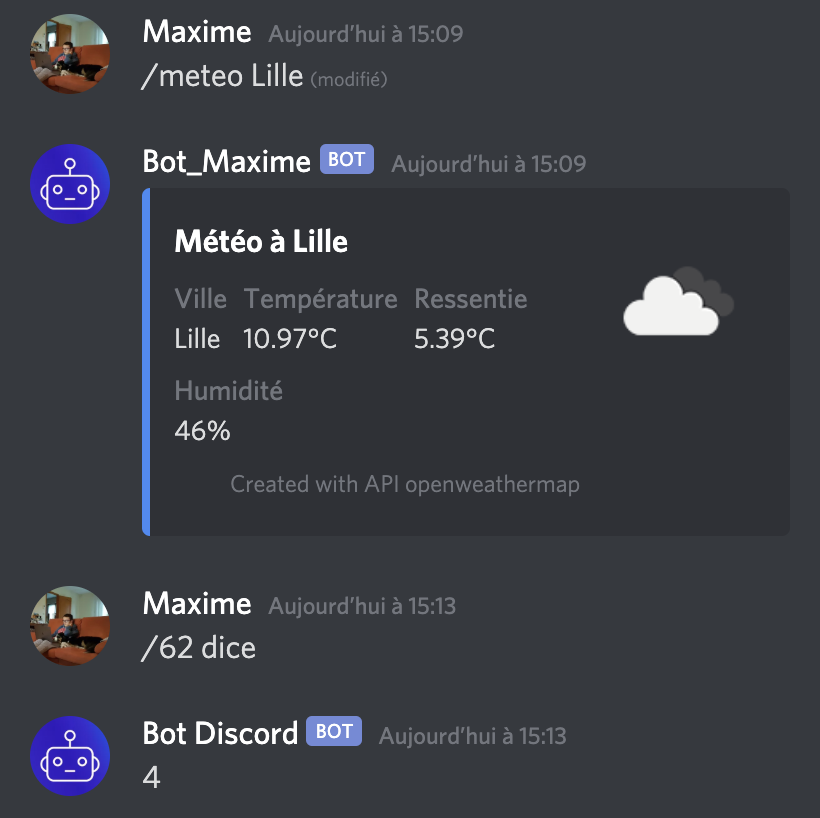 Maxime Aujourd'hui à 15:09
/meteo Lille (modifié)
Bot_Maxime BOT Aujourd'hui à 15:09
Météo à Lille
Ville Température Ressentie
Lille 10.97°C 5.39°C
Humidité
46%
Created with API openweathermap
Maxime Aujourd'hui à 15:13
/62 dice
Bot Discord BOT Aujourd'hui à 15:13
4